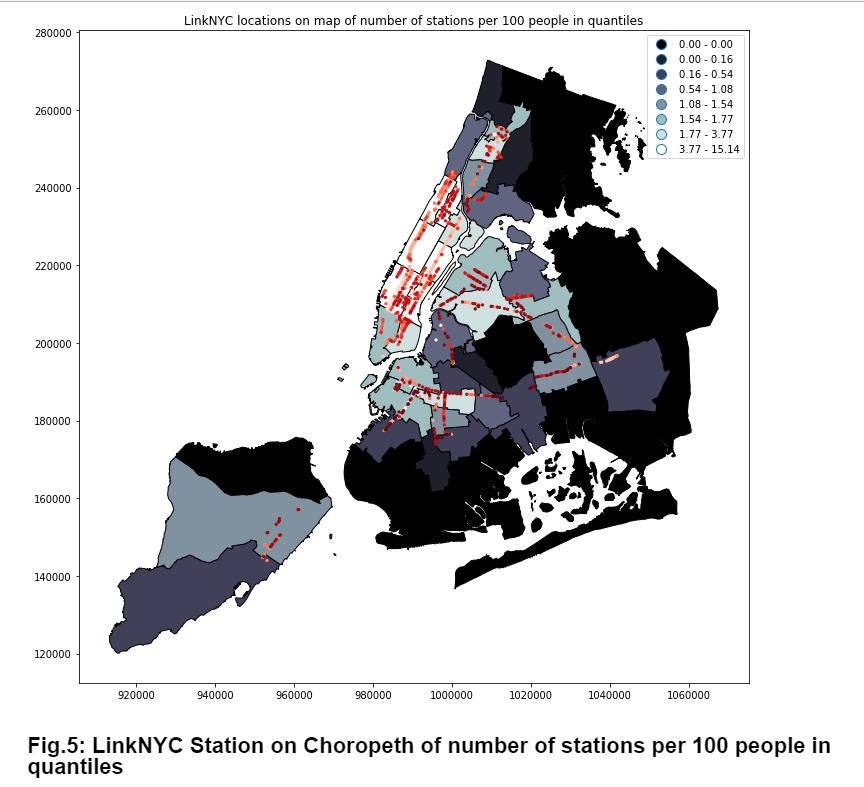 LinkNYC locations on map of number of stations per 100 people in quantiles
280000
260000
240000
220000
200000
180000
160000
140000
120000
0.00 - 0.00
0.00 - 0.16
0.16 - 0.54
0.54 - 1.08
1.08 - 1.54
1.54 - 1.77
1.77 - 3.77
3.77 - 15.14
920000 940000 960000 980000 1000000 1020000 1040000 1060000
Fig.5: LinkNYC Station on Choropeth of number of stations per 100 people in
quantiles